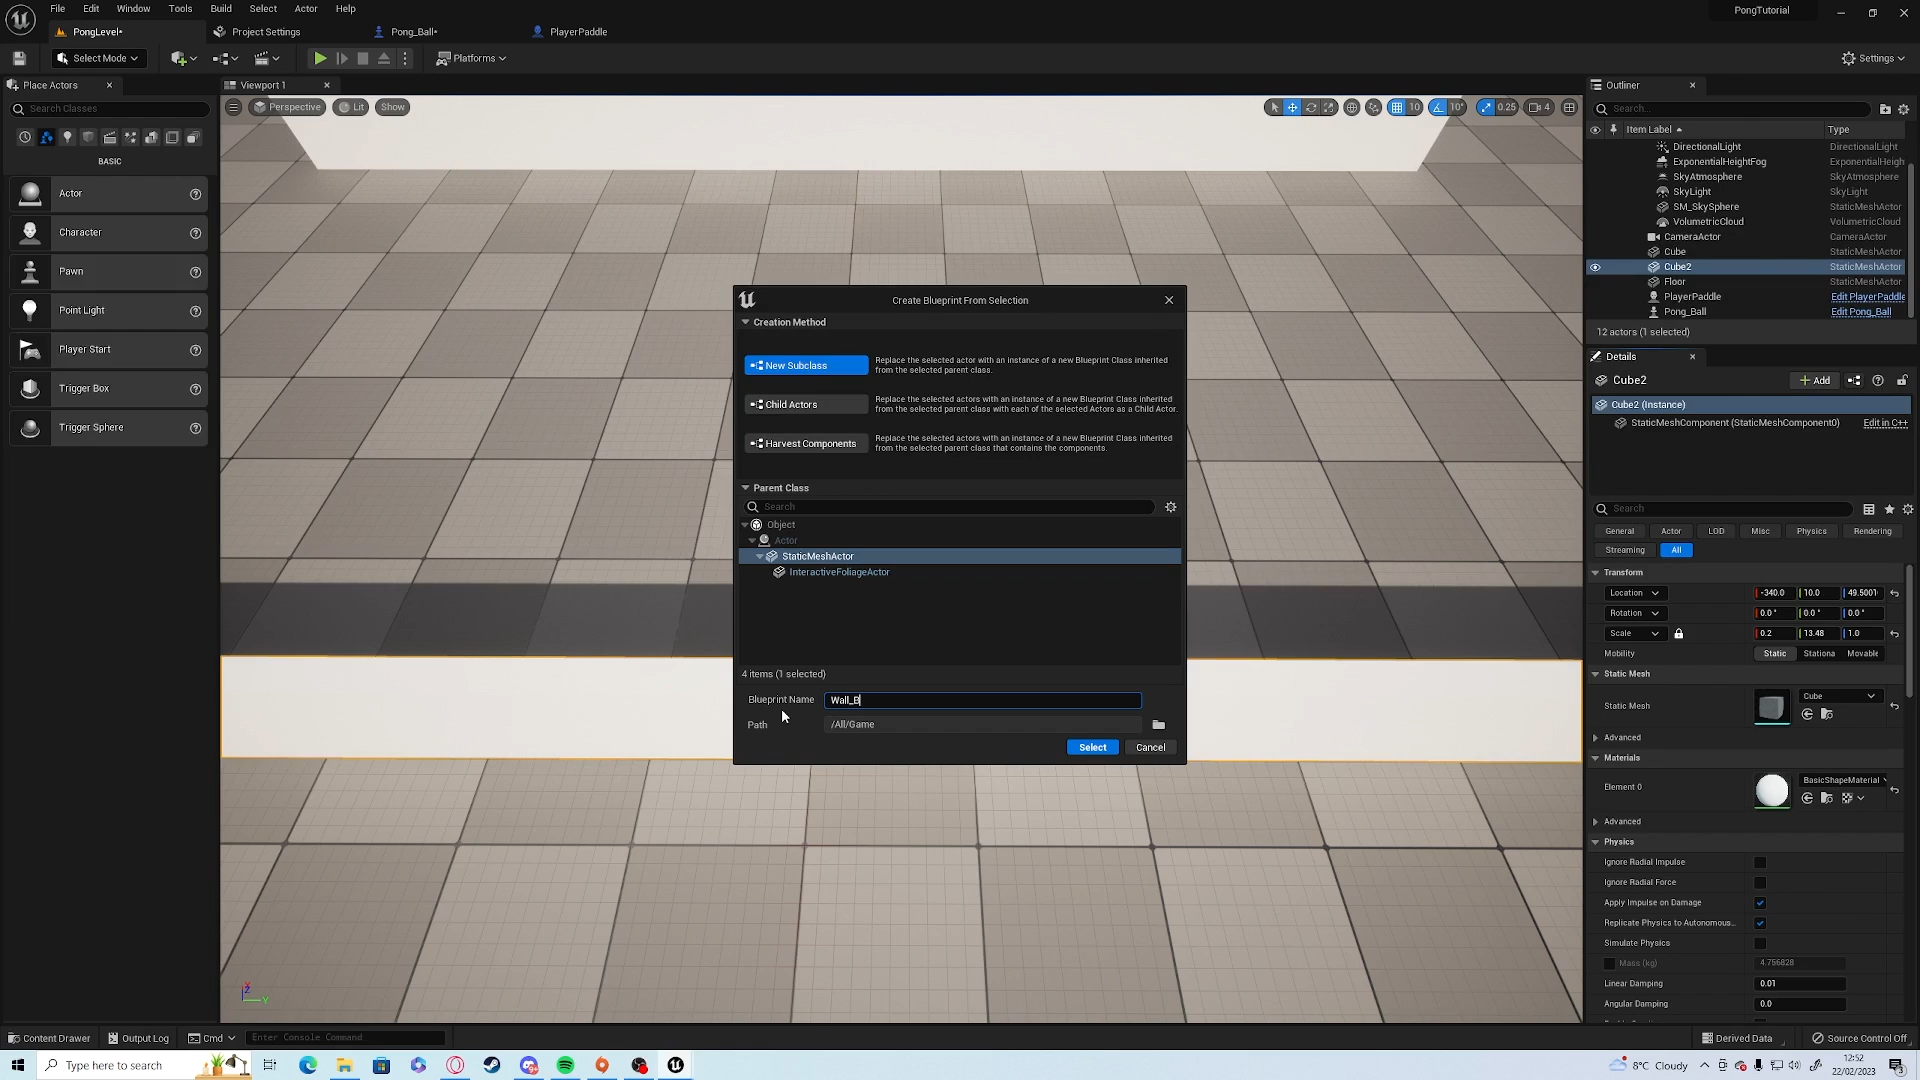 File Edit Window Tools Build Select Actor Help
PongTutorial
PongLevel•
Project Settings
Pong_Ball•
PlayerPaddle
Select Mode
Platforms
Settings
Place Actors
Viewport 1
Outliner
Search Classes
Perspective
Lit
Show
10
10°
0.25
4
Search...
Item Label
Type
BASIC
Actor
Character
Pawn
Point Light
Player Start
Trigger Box
Trigger Sphere
DirectionalLight DirectionalLight
ExponentialHeightFog ExponentialHeigh
SkyAtmosphere SkyAtmosphere
SkyLight SkyLight
SM_SkySphere StaticMeshActor
VolumetricCloud VolumetricCloud
CameraActor CameraActor
Cube StaticMeshActor
Cube2 StaticMeshActor
Floor StaticMeshActor
PlayerPaddle Edit PlayerPaddle
Pong_Ball Edit Pong_Ball
12 actors (1 selected)
Create Blueprint From Selection
Creation Method
New Subclass
Replace the selected actor with an instance of a new Blueprint Class inherited
from the selected parent class.
Child Actors
Replace the selected actors with an instance of a new Blueprint Class inherited
from the selected parent class with each of the selected Actors as a Child Actor.
Harvest Components
Replace the selected actors with an instance of a new Blueprint Class inherited
from the selected parent class that contains the components.
Parent Class
Search
Object
Actor
StaticMeshActor
InteractiveFoliageActor
4 items (1 selected)
Blueprint Name
Wall_B
Path
/All/Game
Select
Cancel
Details
Cube2
Add
Cube2 (Instance)
StaticMeshComponent (StaticMeshComponent0)
Edit in C++
Search
General Actor LOD Misc Physics Rendering
Streaming All
Transform
Location -340.0 10.0 49.5001
Rotation 0.0 ° 0.0 ° 0.0 °
Scale 0.2 13.48 1.0
Mobility Static Stationa Movable
Static Mesh
Static Mesh
Cube
Advanced
Materials
Element 0
BasicShapeMaterial
Advanced
Physics
Ignore Radial Impulse
Ignore Radial Force
Apply Impulse on Damage
Replicate Physics to Autonomous...
Simulate Physics
Mass (kg) 4.756828
Linear Damping 0.01
Angular Damping 0.0
Z
Y
Content Drawer
Output Log
Cmd
Enter Console Command
Derived Data
Source Control Off
Type here to search
8°C Cloudy
12:52
22/02/2023